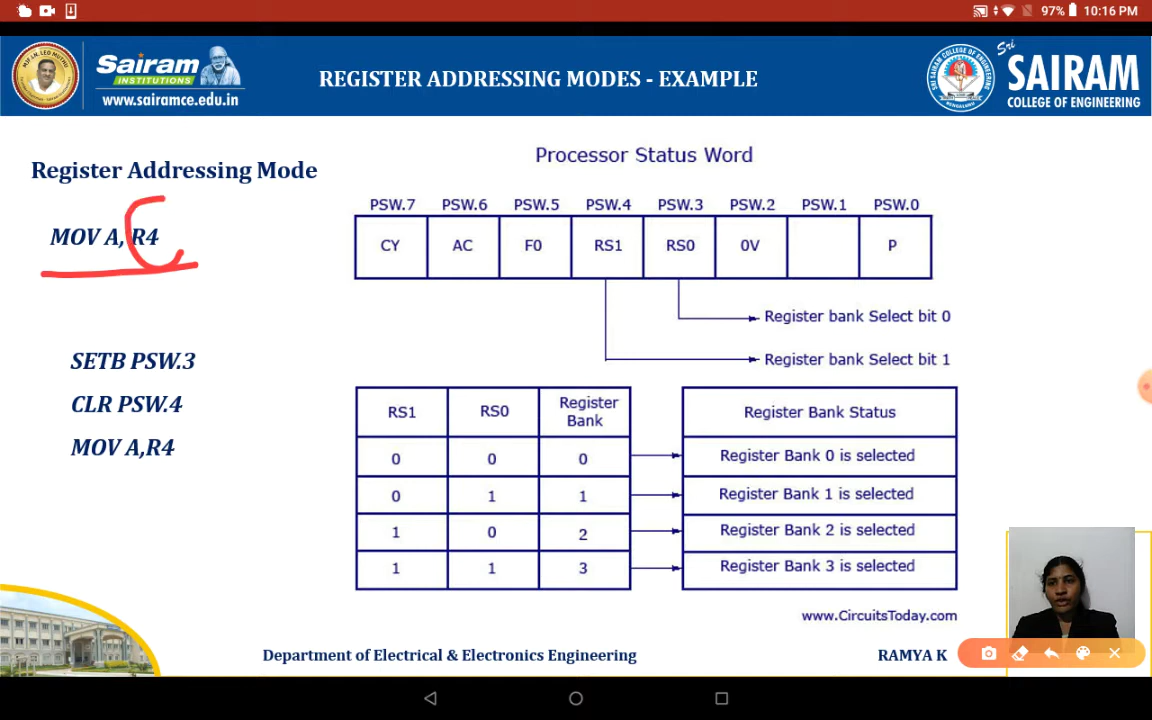 97% 10:16 PM
Sairam
INSTITUTIONS
www.sairamce.edu.in
REGISTER ADDRESSING MODES - EXAMPLE
Sri
SAIRAM
COLLEGE OF ENGINEERING
Register Addressing Mode
MOV A, R4
SETB PSW.3
CLR PSW.4
MOV A,R4
Processor Status Word
PSW.7 PSW.6 PSW.5 PSW.4 PSW.3 PSW.2 PSW.1 PSW.0
CY AC F0 RS1 RS0 0V P
Register bank Select bit 0
Register bank Select bit 1
RS1 RS0 Register Bank Register Bank Status
0 0 0 Register Bank 0 is selected
0 1 1 Register Bank 1 is selected
1 0 2 Register Bank 2 is selected
1 1 3 Register Bank 3 is selected
www.CircuitsToday.com
Department of Electrical & Electronics Engineering
RAMYA K